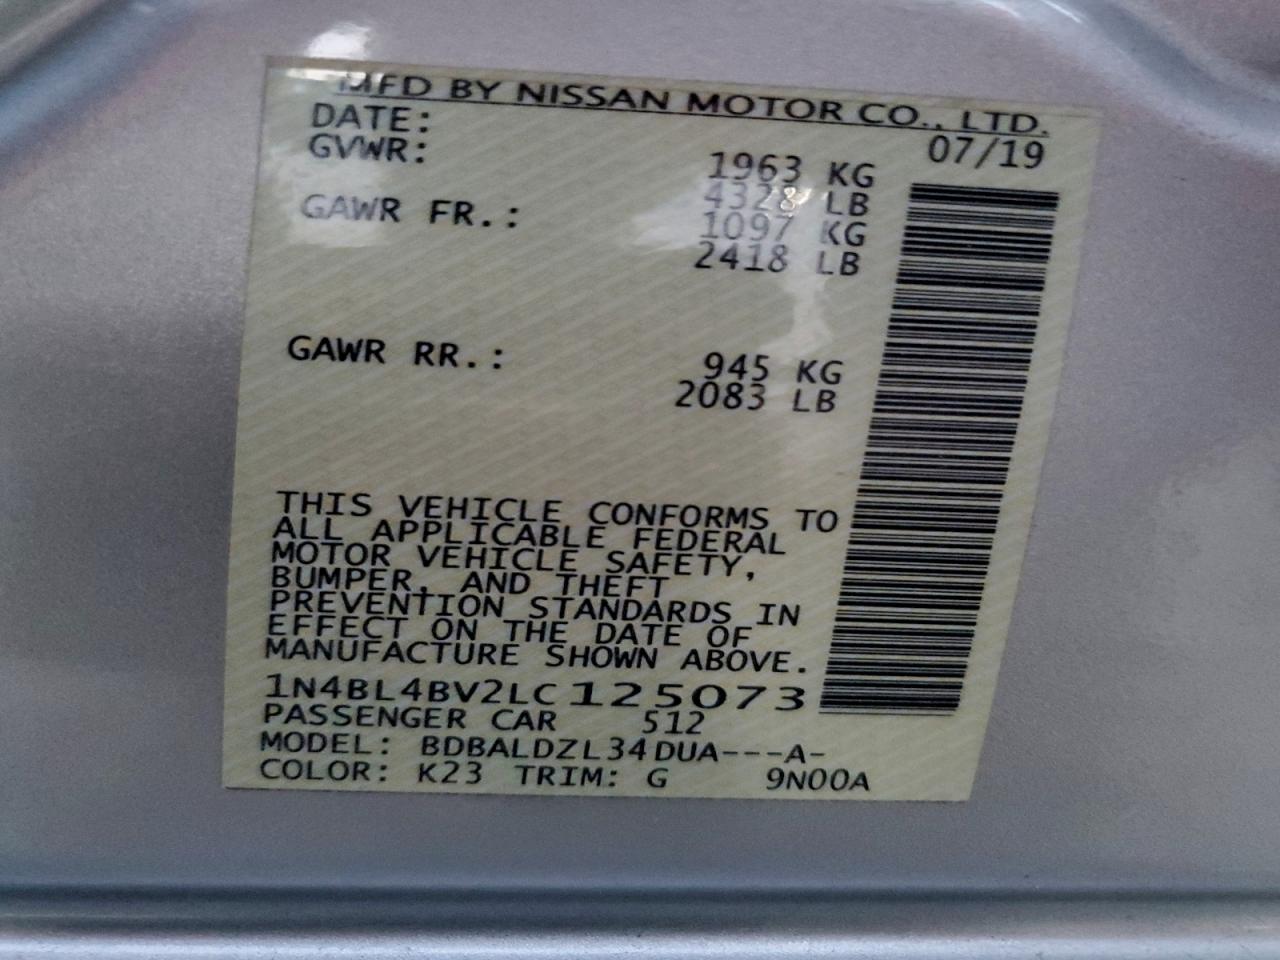 MFD BY NISSAN MOTOR CO., LTD.
DATE: 07/19
GVWR: 1963 KG
4328 LB
GAWR FR.: 1097 KG
2418 LB
GAWR RR.: 945 KG
2083 LB
THIS VEHICLE CONFORMS TO
ALL APPLICABLE FEDERAL
MOTOR VEHICLE SAFETY,
BUMPER, AND THEFT
PREVENTION STANDARDS IN
EFFECT ON THE DATE OF
MANUFACTURE SHOWN ABOVE.
1N4BL4BV2LC125073
PASSENGER CAR 512
MODEL: BDBALDZL34DUA---A-
COLOR: K23 TRIM: G 9N00A